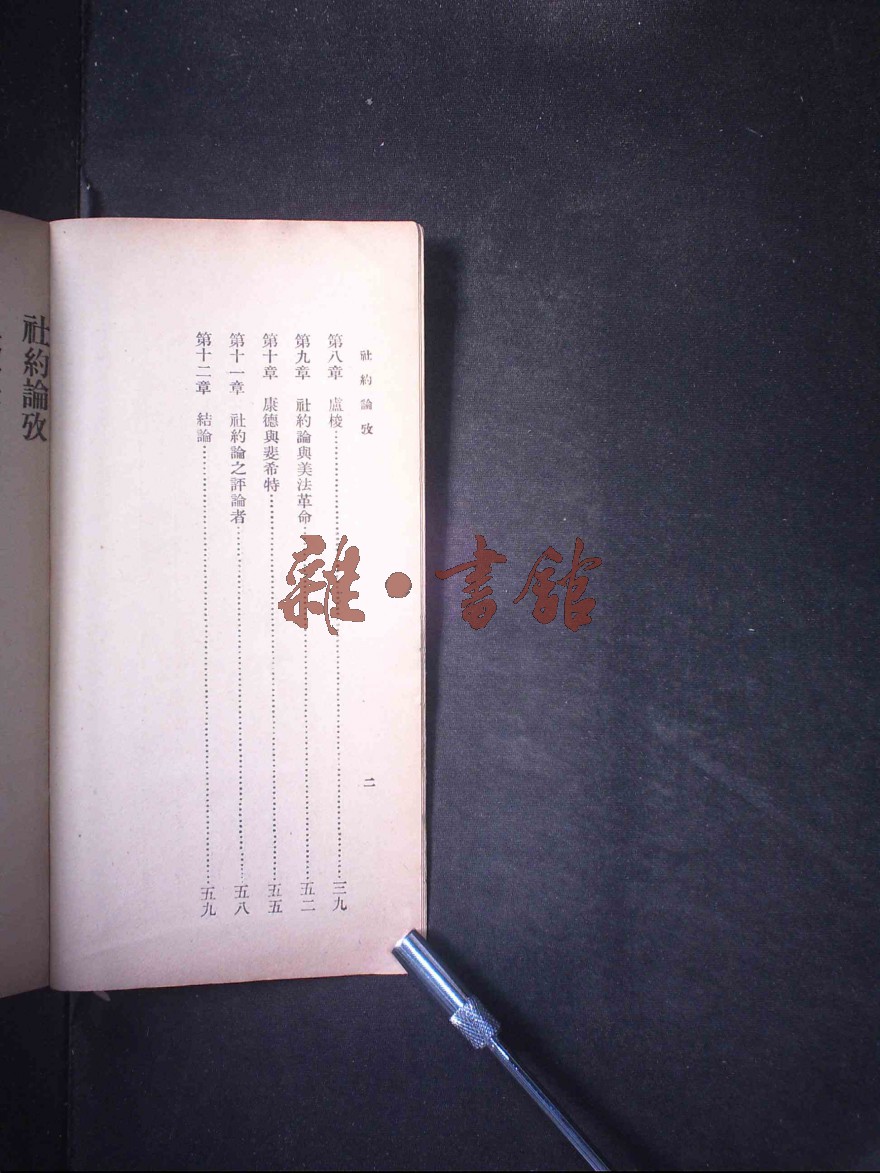 社約論攷
二
第八章 盧梭……三九
第九章 社約論與美法革命……五二
第十章 康德與斐希特……五五
第十一章 社約論之評論者……五八
第十二章 結論……五九
社約論攷
雜·書館